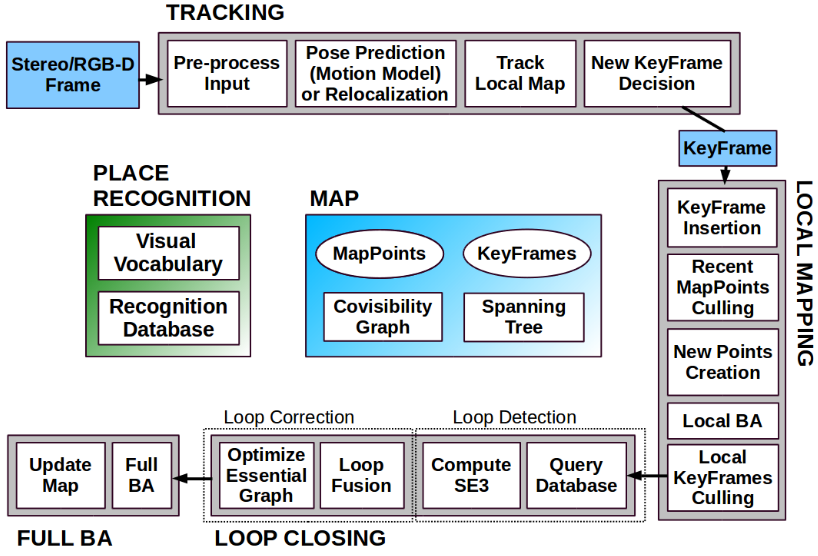 TRACKING
Stereo/RGB-D
Frame
Pre-process
Input
Pose Prediction
(Motion Model)
or Relocalization
Track
Local Map
New KeyFrame
Decision
KeyFrame
PLACE
RECOGNITION
Visual
Vocabulary
Recognition
Database
MAP
MapPoints
KeyFrames
Covisibility
Graph
Spanning
Tree
LOCAL MAPPING
KeyFrame
Insertion
Recent
MapPoints
Culling
New Points
Creation
Local BA
Local
KeyFrames
Culling
Loop Correction
Loop Detection
Optimize
Essential
Graph
Loop
Fusion
Compute
SE3
Query
Database
LOOP CLOSING
Update
Map
Full
BA
FULL BA